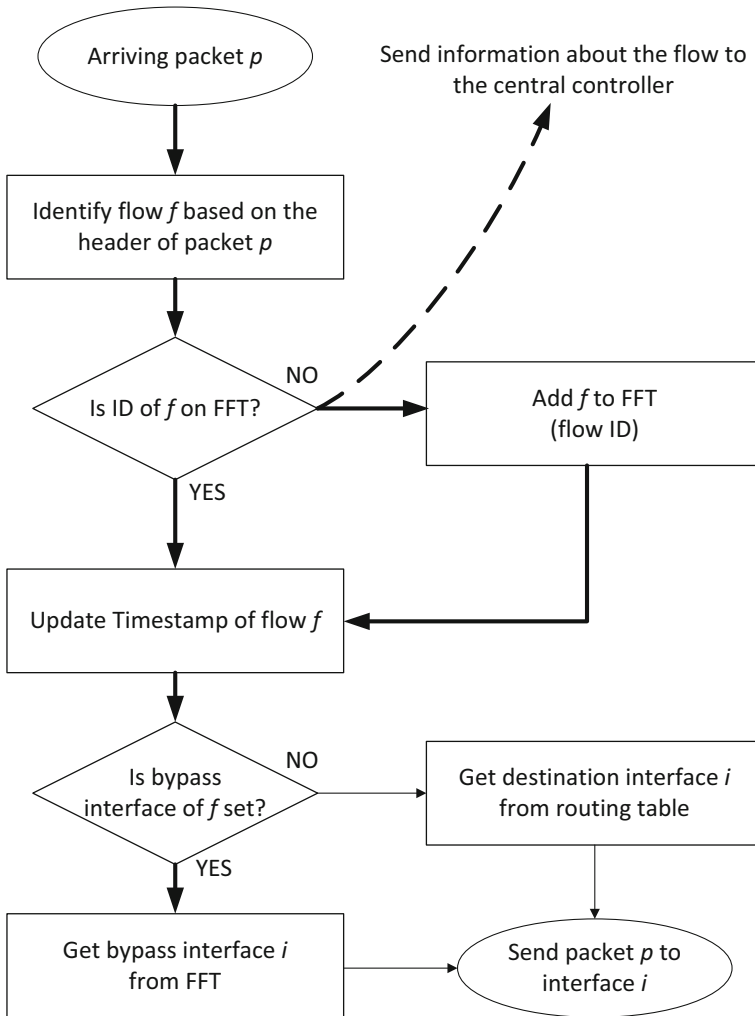 Arriving packet p
Send information about the flow to
the central controller
Identify flow f based on the
header of packet p
NO
Is ID of f on FFT?
Add f to FFT
(flow ID)
YES
Update Timestamp of flow f
NO
Is bypass
interface of f set?
Get destination interface i
from routing table
YES
Get bypass interface i
from FFT
Send packet p to
interface i